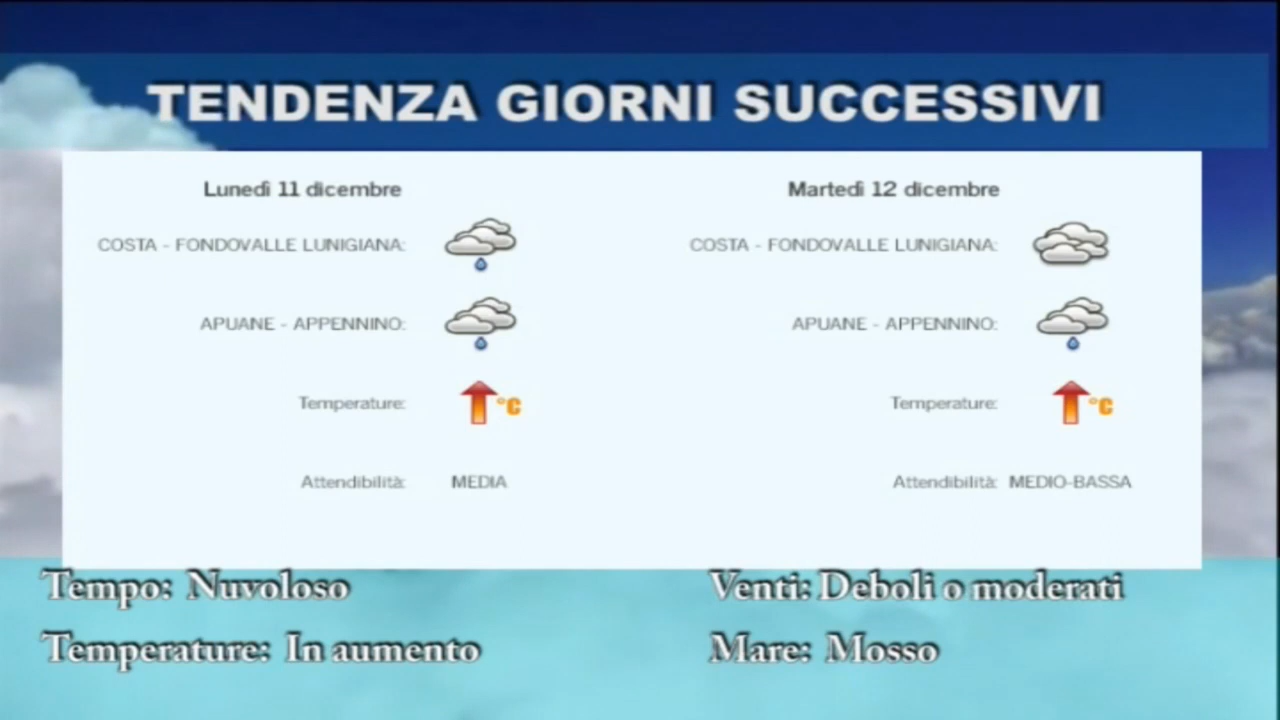 TENDENZA GIORNI SUCCESSIVI
Lunedì 11 dicembre
COSTA - FONDOVALLE LUNIGIANA:
APUANE - APPENNINO:
Temperature: °C
Attendibilità: MEDIA
Martedì 12 dicembre
COSTA - FONDOVALLE LUNIGIANA:
APUANE - APPENNINO:
Temperature: °C
Attendibilità: MEDIO-BASSA
Tempo: Nuvoloso
Temperature: In aumento
Venti: Deboli o moderati
Mare: Mosso